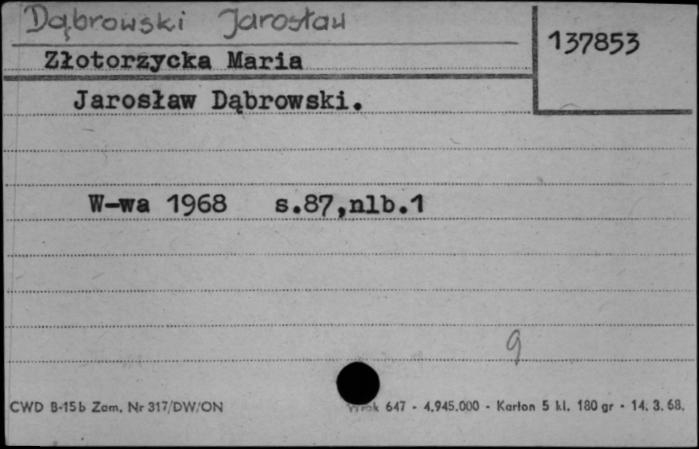 Dąbrowski Jarosław
137853
Złotorzycka Maria
Jarosław Dąbrowski.
W-wa 1968 s.87,nlb.1
9
CWD B-15b Zam. Nr 317/DW/ON
647 - 4.945.000 - Karton 5 kl. 180 gr - 14. 3. 68.